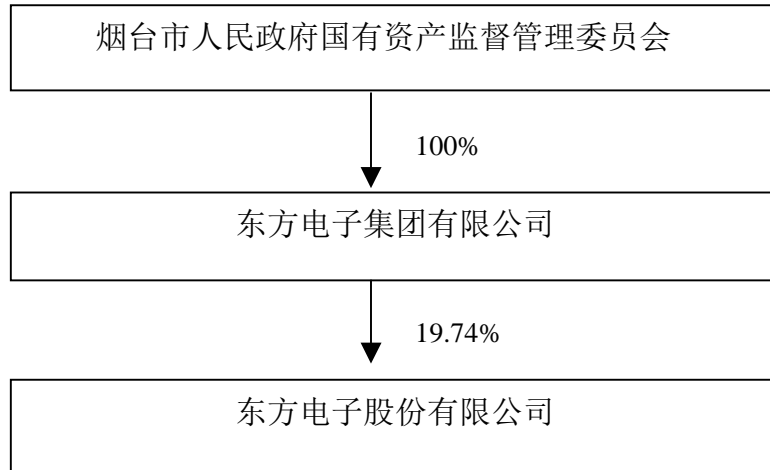 烟台市人民政府国有资产监督管理委员会
100%
东方电子集团有限公司
19.74%
东方电子股份有限公司